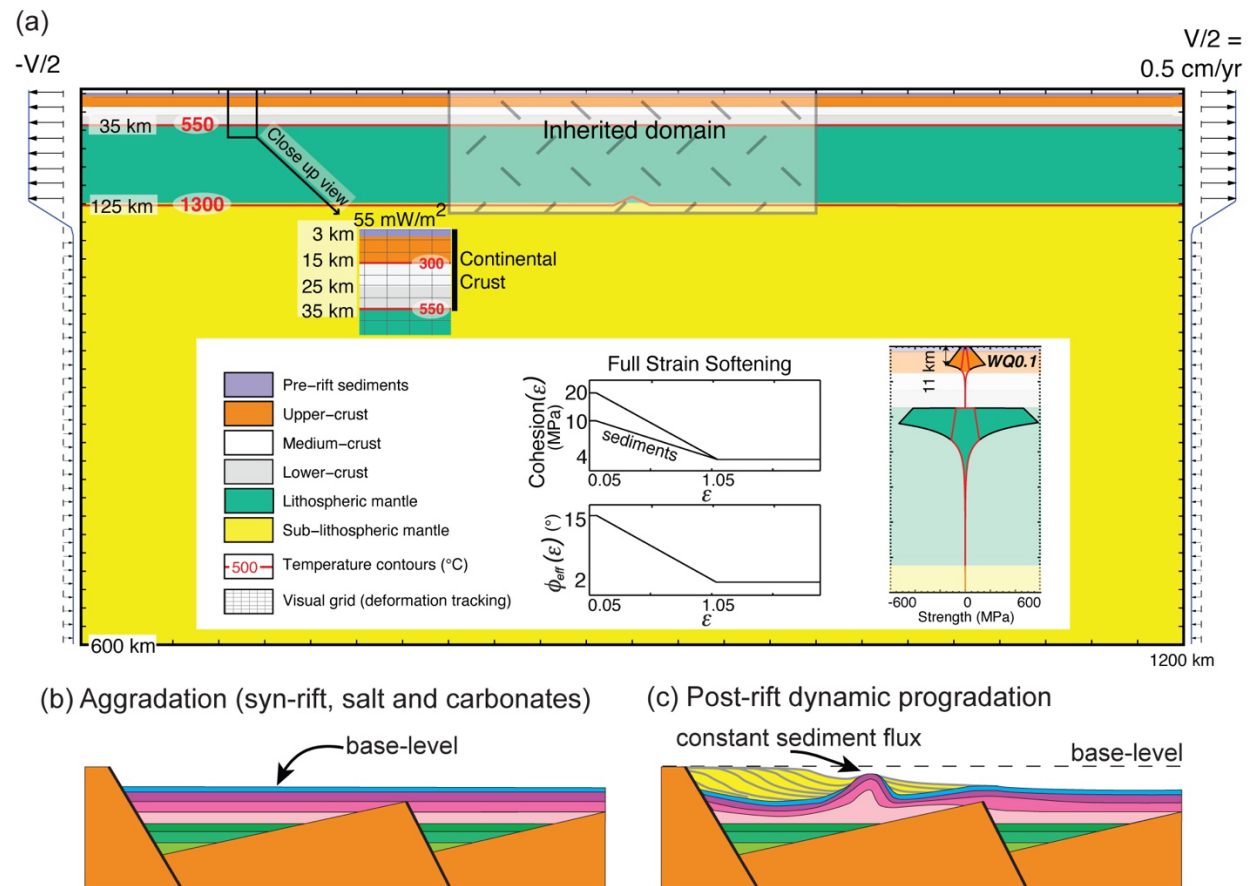 (a)
-V/2
V/2 =
0.5 cm/yr
35 km
550
Inherited domain
Close up view
125 km
1300
55 mW/m²
3 km
15 km
300
Continental
Crust
25 km
35 km
550
Pre-rift sediments
Upper-crust
Medium-crust
Lower-crust
Lithospheric mantle
Sub-lithospheric mantle
500
Temperature contours (°C)
Visual grid (deformation tracking)
Full Strain Softening
Cohesion(ε)
(MPa)
20
10
4
sediments
0.05
1.05
ε
ϕeff (ε) (°)
15
2
0.05
1.05
ε
11 km
WQ0.1
-600
0
600
Strength (MPa)
600 km
1200 km
(b) Aggradation (syn-rift, salt and carbonates)
base-level
(c) Post-rift dynamic progradation
constant sediment flux
base-level